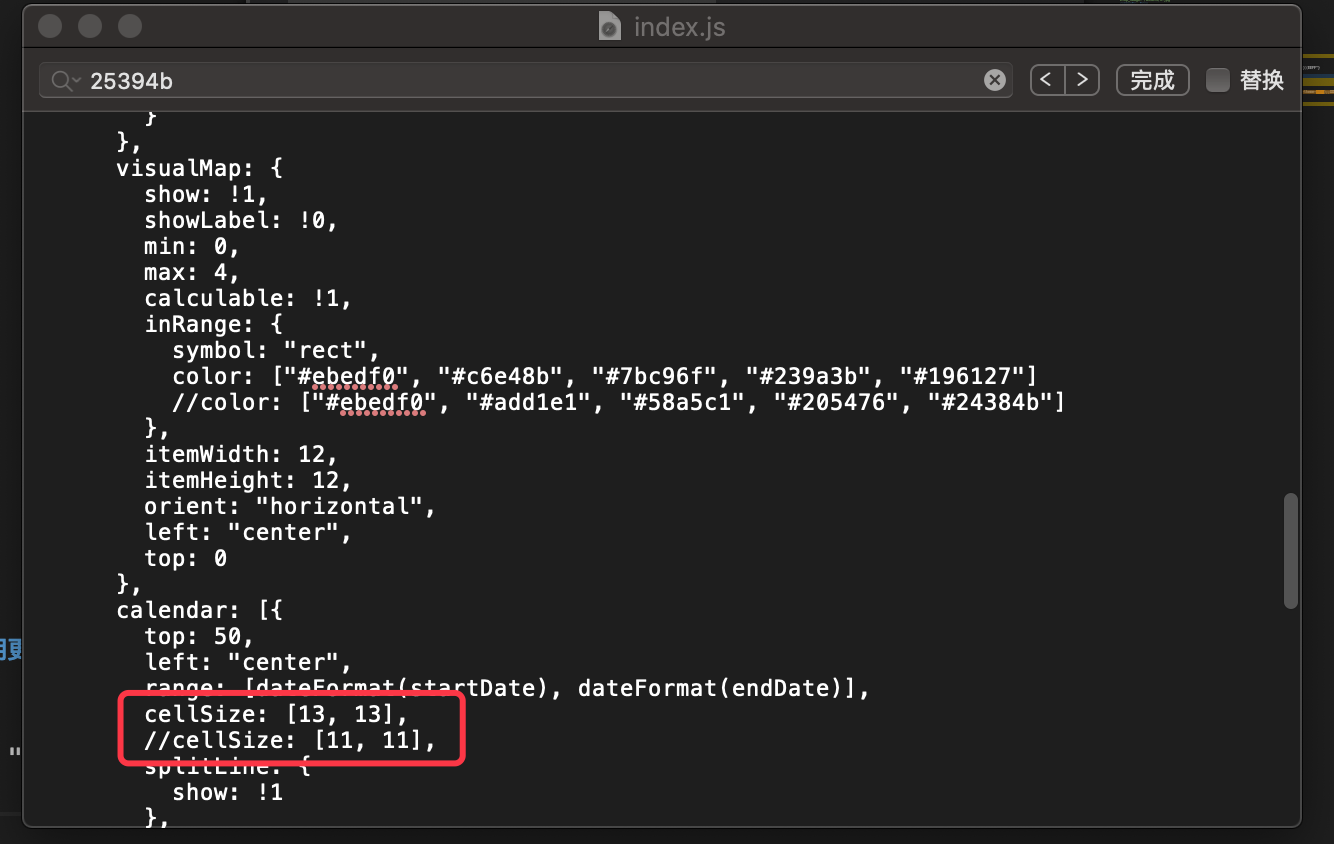 index.js
25394b
< > 完成 替换
}
},
visualMap: {
show: !1,
showLabel: !0,
min: 0,
max: 4,
calculable: !1,
inRange: {
symbol: "rect",
color: ["#ebedf0", "#c6e48b", "#7bc96f", "#239a3b", "#196127"]
//color: ["#ebedf0", "#add1e1", "#58a5c1", "#205476", "#24384b"]
},
itemWidth: 12,
itemHeight: 12,
orient: "horizontal",
left: "center",
top: 0
},
calendar: [{
top: 50,
left: "center",
range: [dateFormat(startDate), dateFormat(endDate)],
cellSize: [13, 13],
//cellSize: [11, 11],
splitLine: {
show: !1
},
"